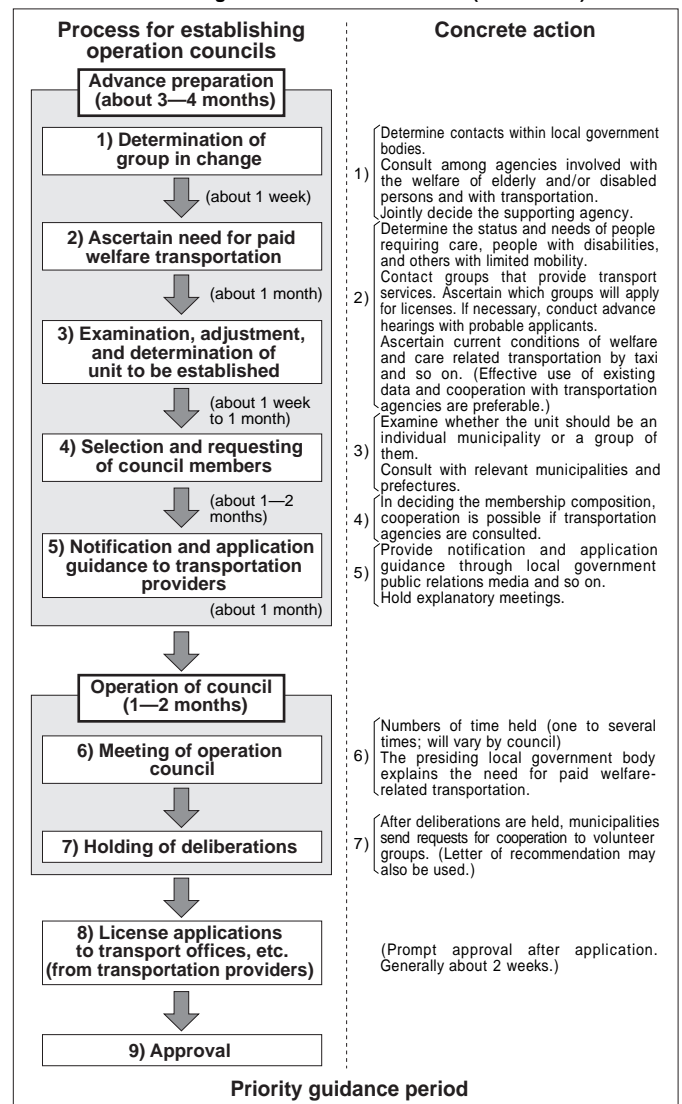 Process for establishing
operation councils
Concrete action
Advance preparation
(about 3—4 months)
1) Determination of
group in change
(about 1 week)
2) Ascertain need for paid
welfare transportation
(about 1 month)
3) Examination, adjustment,
and determination of
unit to be established
(about 1 week
to 1 month)
4) Selection and requesting
of council members
(about 1—2
months)
5) Notification and application
guidance to transportation
providers
(about 1 month)
Operation of council
(1—2 months)
6) Meeting of operation
council
7) Holding of deliberations
8) License applications
to transport offices, etc.
(from transportation providers)
9) Approval
1)
Determine contacts within local government
bodies.
Consult among agencies involved with
the welfare of elderly and/or disabled
persons and with transportation.
Jointly decide the supporting agency.
2)
Determine the status and needs of people
requiring care, people with disabilities,
and others with limited mobility.
Contact groups that provide transport
services. Ascertain which groups will apply
for licenses. If necessary, conduct advance
hearings with probable applicants.
Ascertain current conditions of welfare
and care related transportation by taxi
and so on. (Effective use of existing
data and cooperation with transportation
agencies are preferable.)
3)
Examine whether the unit should be an
individual municipality or a group of
them.
Consult with relevant municipalities and
prefectures.
4)
In deciding the membership composition,
cooperation is possible if transportation
agencies are consulted.
5)
Provide notification and application
guidance through local government
public relations media and so on.
Hold explanatory meetings.
6)
Numbers of time held (one to several
times; will vary by council)
The presiding local government body
explains the need for paid welfare-
related transportation.
7)
After deliberations are held, municipalities
send requests for cooperation to volunteer
groups. (Letter of recommendation may
also be used.)
(Prompt approval after application.
Generally about 2 weeks.)
Priority guidance period